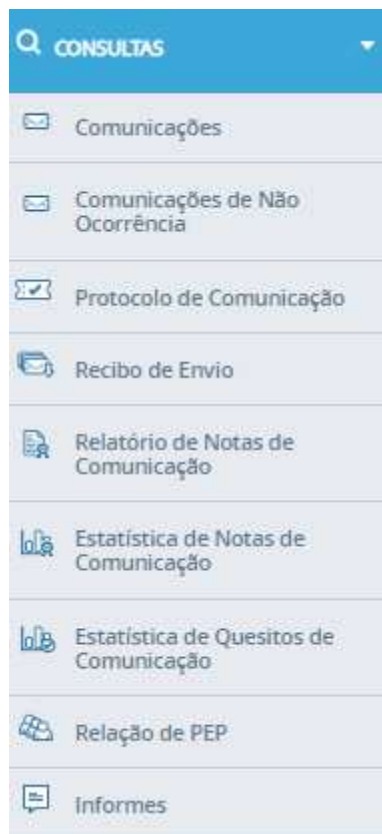 CONSULTAS
Comunicações
Comunicações de Não
Ocorrência
Protocolo de Comunicação
Recibo de Envio
Relatório de Notas de
Comunicação
Estatística de Notas de
Comunicação
Estatística de Quesitos de
Comunicação
Relação de PEP
Informes